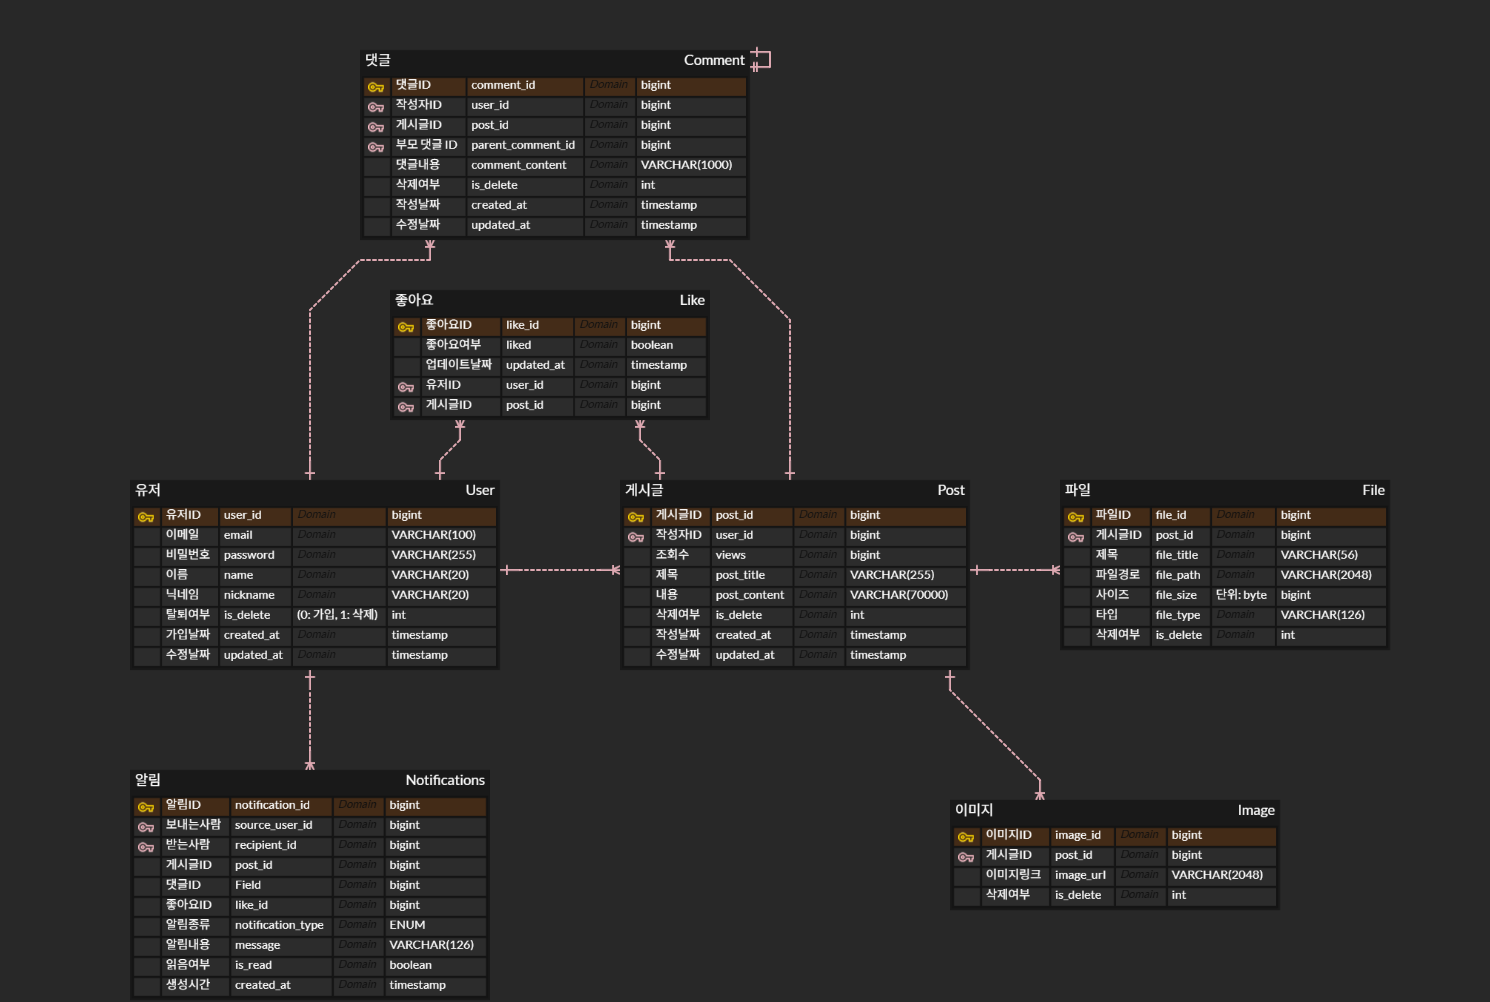 댓글 Comment
댓글ID comment_id Domain bigint
작성자ID user_id Domain bigint
게시글ID post_id Domain bigint
부모 댓글 ID parent_comment_id Domain bigint
댓글내용 comment_content Domain VARCHAR(1000)
삭제여부 is_delete Domain int
작성날짜 created_at Domain timestamp
수정날짜 updated_at Domain timestamp
좋아요 Like
좋아요ID like_id Domain bigint
좋아요여부 liked Domain boolean
업데이트날짜 updated_at Domain timestamp
유저ID user_id Domain bigint
게시글ID post_id Domain bigint
유저 User
유저ID user_id Domain bigint
이메일 email Domain VARCHAR(100)
비밀번호 password Domain VARCHAR(255)
이름 name Domain VARCHAR(20)
닉네임 nickname Domain VARCHAR(20)
탈퇴여부 is_delete (0: 가입, 1: 삭제) int
가입날짜 created_at Domain timestamp
수정날짜 updated_at Domain timestamp
게시글 Post
게시글ID post_id Domain bigint
작성자ID user_id Domain bigint
조회수 views Domain bigint
제목 post_title Domain VARCHAR(255)
내용 post_content Domain VARCHAR(70000)
삭제여부 is_delete Domain int
작성날짜 created_at Domain timestamp
수정날짜 updated_at Domain timestamp
파일 File
파일ID file_id Domain bigint
게시글ID post_id Domain bigint
제목 file_title Domain VARCHAR(56)
파일경로 file_path Domain VARCHAR(2048)
사이즈 file_size 단위: byte bigint
타입 file_type Domain VARCHAR(126)
삭제여부 is_delete Domain int
알림 Notifications
알림ID notification_id Domain bigint
보내는사람 source_user_id Domain bigint
받는사람 recipient_id Domain bigint
게시글ID post_id Domain bigint
댓글ID Field Domain bigint
좋아요ID like_id Domain bigint
알림종류 notification_type Domain ENUM
알림내용 message Domain VARCHAR(126)
읽음여부 is_read Domain boolean
생성시간 created_at Domain timestamp
이미지 Image
이미지ID image_id Domain bigint
게시글ID post_id Domain bigint
이미지링크 image_url Domain VARCHAR(2048)
삭제여부 is_delete Domain int